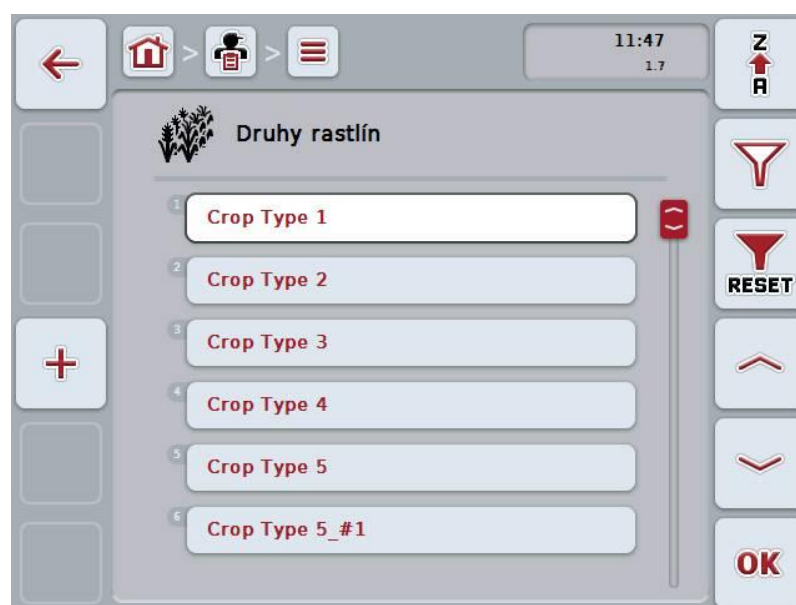 11:47
1.7
Z
A
Druhy rastlín
1
Crop Type 1
2
Crop Type 2
RESET
3
Crop Type 3
4
Crop Type 4
5
Crop Type 5
6
Crop Type 5_#1
OK